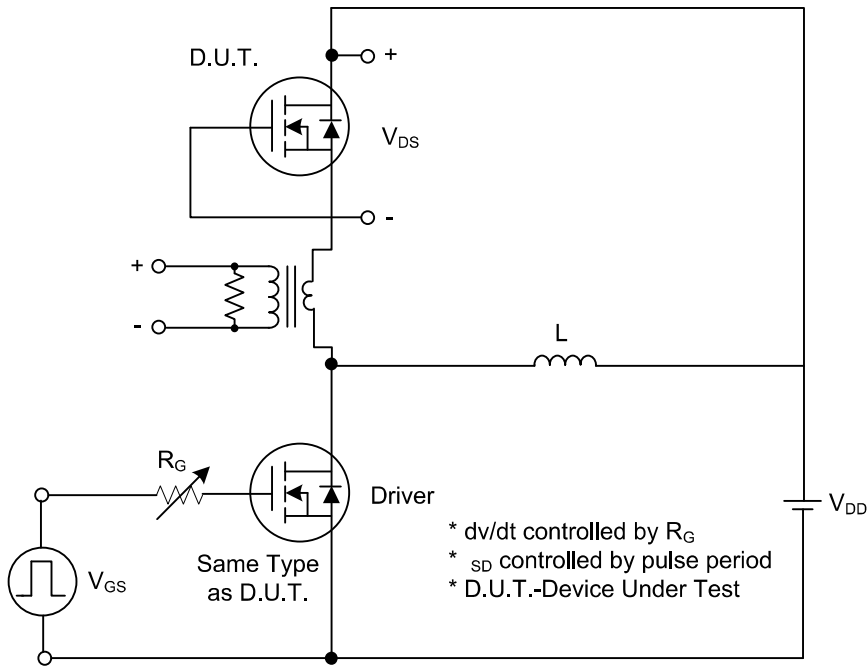 D.U.T.
+
V_DS
-
+
-
L
R_G
Driver
V_DD
V_GS
Same Type
as D.U.T.
* dv/dt controlled by R_G
* _SD controlled by pulse period
* D.U.T.-Device Under Test